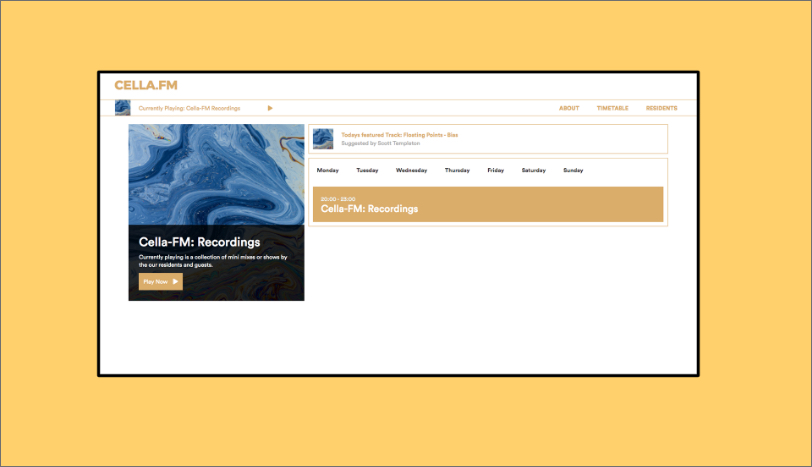 CELLA.FM
Currently Playing: Cella-FM Recordings
ABOUT TIMETABLE RESIDENTS
Todays featured Track: Floating Points - Bias
Suggested by Scott Templeton
Monday Tuesday Wednesday Thursday Friday Saturday Sunday
20:00 - 23:00
Cella-FM: Recordings
Cella-FM: Recordings
Currently playing is a collection of mini mixes or shows by
the our residents and guests.
Play Now